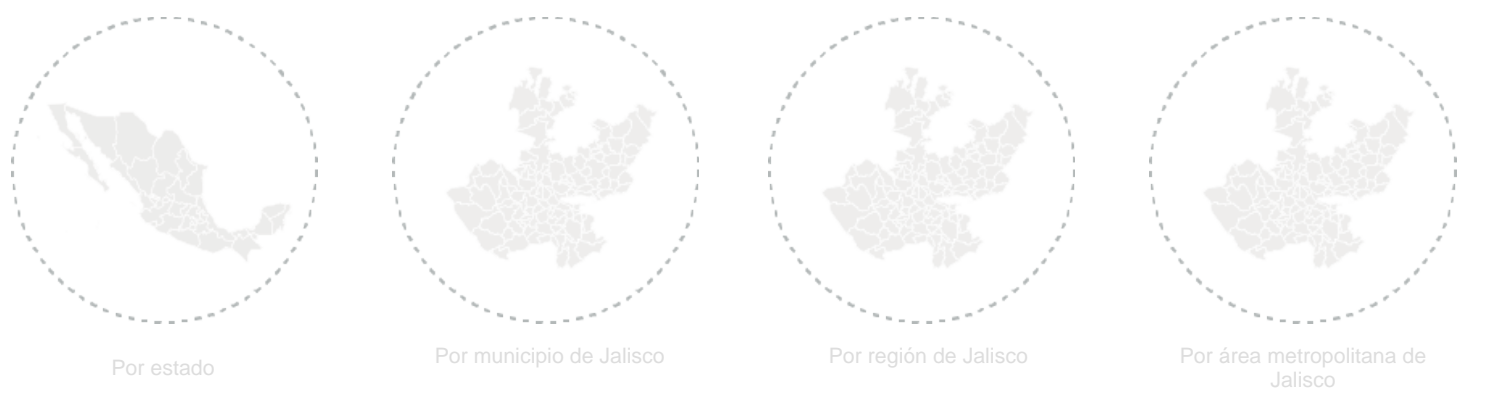 Por estado
Por municipio de Jalisco
Por región de Jalisco
Por área metropolitana de
Jalisco